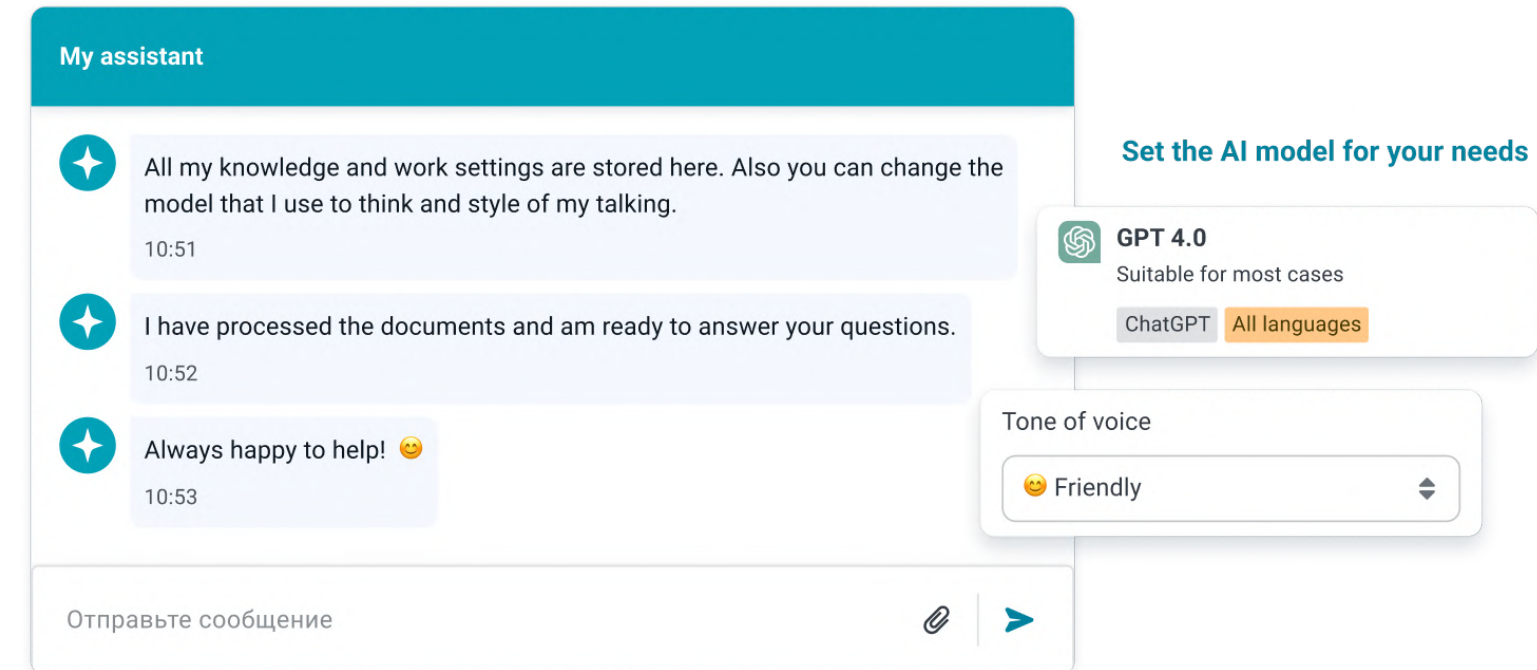 My assistant
All my knowledge and work settings are stored here. Also you can change the
model that I use to think and style of my talking.
10:51
I have processed the documents and am ready to answer your questions.
10:52
Always happy to help! 😊
10:53
Отправьте сообщение
Set the AI model for your needs
GPT 4.0
Suitable for most cases
ChatGPT All languages
Tone of voice
😊 Friendly